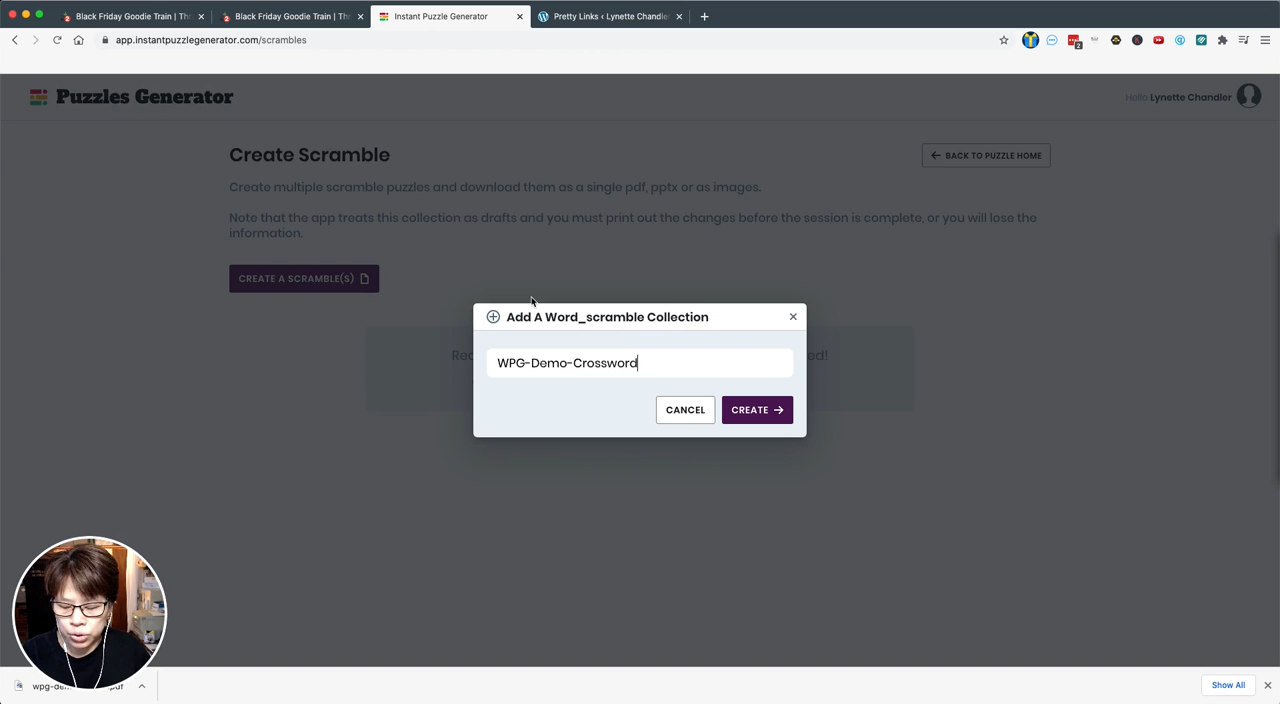 Black Friday Goodie Train | Thr
Black Friday Goodie Train | Thr
Instant Puzzle Generator
Pretty Links ‹ Lynette Chandler
app.instantpuzzlegenerator.com/scrambles
2
Puzzles Generator
Hello Lynette Chandler
Create Scramble
BACK TO PUZZLE HOME
Create multiple scramble puzzles and download them as a single pdf, pptx or as images.
Note that the app treats this collection as drafts and you must print out the changes before the session is complete, or you will lose the
information.
CREATE A SCRAMBLE(S)
Add A Word_scramble Collection
WPG-Demo-Crossword
CANCEL
CREATE
Show All